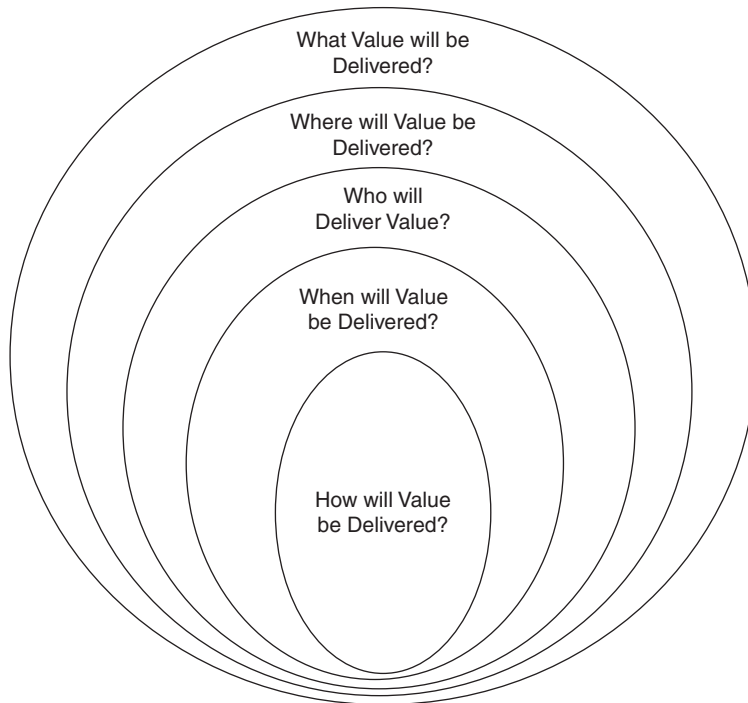 What Value will be
Delivered?
Where will Value be
Delivered?
Who will
Deliver Value?
When will Value
be Delivered?
How will Value
be Delivered?